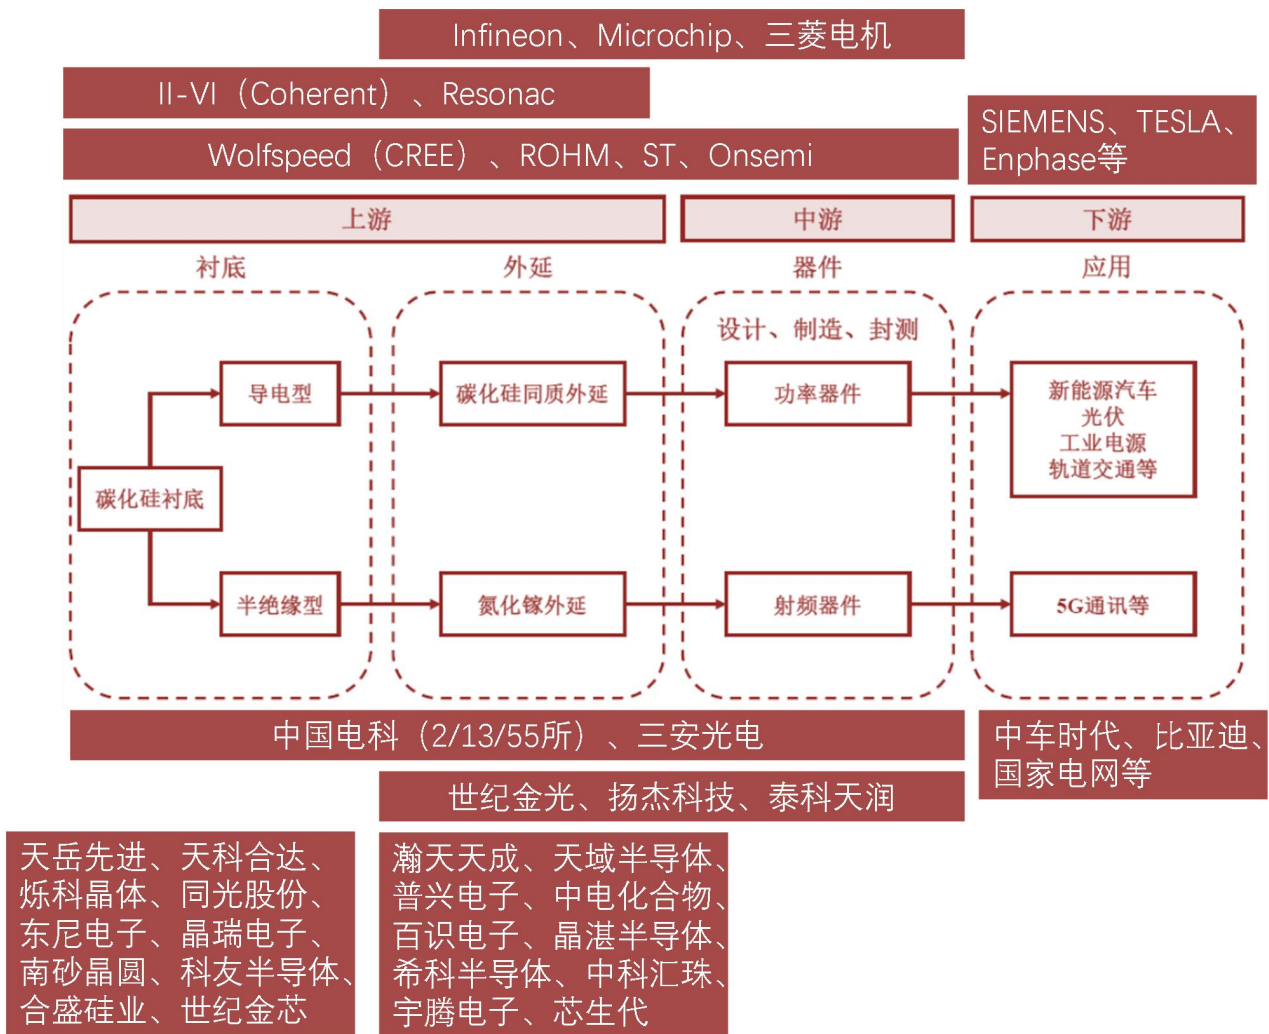 Infineon、Microchip、三菱电机
II-VI（Coherent）、Resonac
SIEMENS、TESLA、
Enphase等
Wolfspeed（CREE）、ROHM、ST、Onsemi
上游
中游
下游
衬底
外延
器件
应用
设计、制造、封测
导电型
碳化硅同质外延
功率器件
新能源汽车
光伏
工业电源
轨道交通等
碳化硅衬底
半绝缘型
氮化镓外延
射频器件
5G通讯等
中国电科（2/13/55所）、三安光电
中车时代、比亚迪、
国家电网等
世纪金光、扬杰科技、泰科天润
天岳先进、天科合达、
烁科晶体、同光股份、
东尼电子、晶瑞电子、
南砂晶圆、科友半导体、
合盛硅业、世纪金芯
瀚天天成、天域半导体、
普兴电子、中电化合物、
百识电子、晶湛半导体、
希科半导体、中科汇珠、
宇腾电子、芯生代